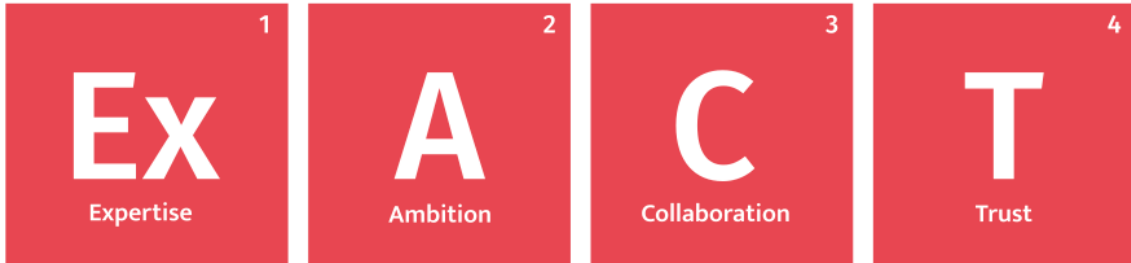 1
Ex
Expertise
2
A
Ambition
3
C
Collaboration
4
T
Trust